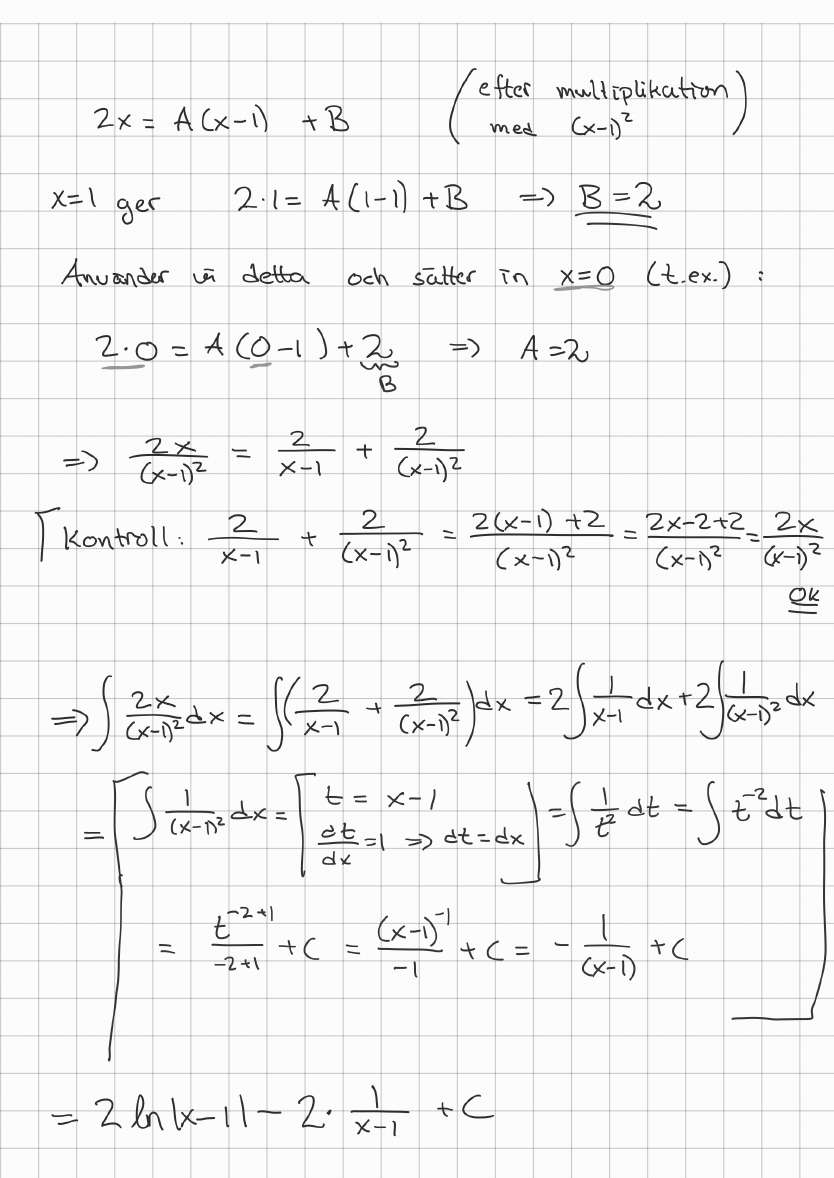 2x = A(x-1) + B (efter multiplikation
med (x-1)²)
x=1 ger 2·1 = A(1-1) + B => B = 2
Använder vi detta och sätter in x=0 (t.ex.) :
2·0 = A(0-1) + 2 => A = 2
B
=> 2x/(x-1)² = 2/(x-1) + 2/(x-1)²
Kontroll: 2/(x-1) + 2/(x-1)² = (2(x-1)+2)/(x-1)² = (2x-2+2)/(x-1)² = 2x/(x-1)²
OK
=> ∫ 2x/(x-1)² dx = ∫(2/(x-1) + 2/(x-1)²)dx = 2∫ 1/(x-1) dx + 2∫ 1/(x-1)² dx
= [∫ 1/(x-1)² dx = [t = x-1
dt/dx = 1 => dt = dx] = ∫ 1/t² dt = ∫ t⁻² dt
= t⁻²⁺¹/(-2+1) + C = (x-1)⁻¹/-1 + C = - 1/(x-1) + C]
= 2 ln|x-1| - 2· 1/(x-1) + C